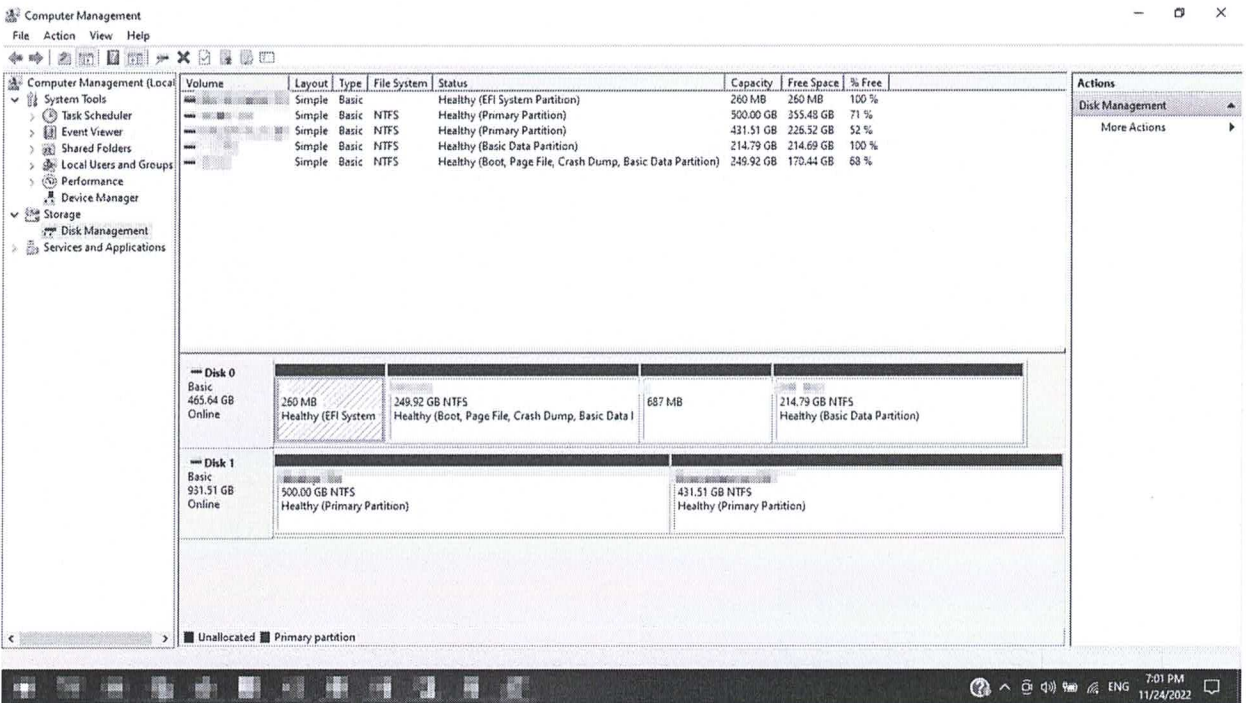 Computer Management
File Action View Help
Computer Management (Local
System Tools
Task Scheduler
Event Viewer
Shared Folders
Local Users and Groups
Performance
Device Manager
Storage
Disk Management
Services and Applications
Volume Layout Type File System Status Capacity Free Space % Free
Simple Basic Healthy (EFI System Partition) 260 MB 260 MB 100 %
Simple Basic NTFS Healthy (Primary Partition) 500.00 GB 355.48 GB 71 %
Simple Basic NTFS Healthy (Primary Partition) 431.51 GB 226.52 GB 52 %
Simple Basic NTFS Healthy (Basic Data Partition) 214.79 GB 214.69 GB 100 %
Simple Basic NTFS Healthy (Boot, Page File, Crash Dump, Basic Data Partition) 249.92 GB 170.44 GB 68 %
Actions
Disk Management
More Actions
Disk 0
Basic
465.64 GB
Online
260 MB
Healthy (EFI System
249.92 GB NTFS
Healthy (Boot, Page File, Crash Dump, Basic Data
687 MB
214.79 GB NTFS
Healthy (Basic Data Partition)
Disk 1
Basic
931.51 GB
Online
500.00 GB NTFS
Healthy (Primary Partition)
431.51 GB NTFS
Healthy (Primary Partition)
Unallocated Primary partition
ENG
7:01 PM
11/24/2022